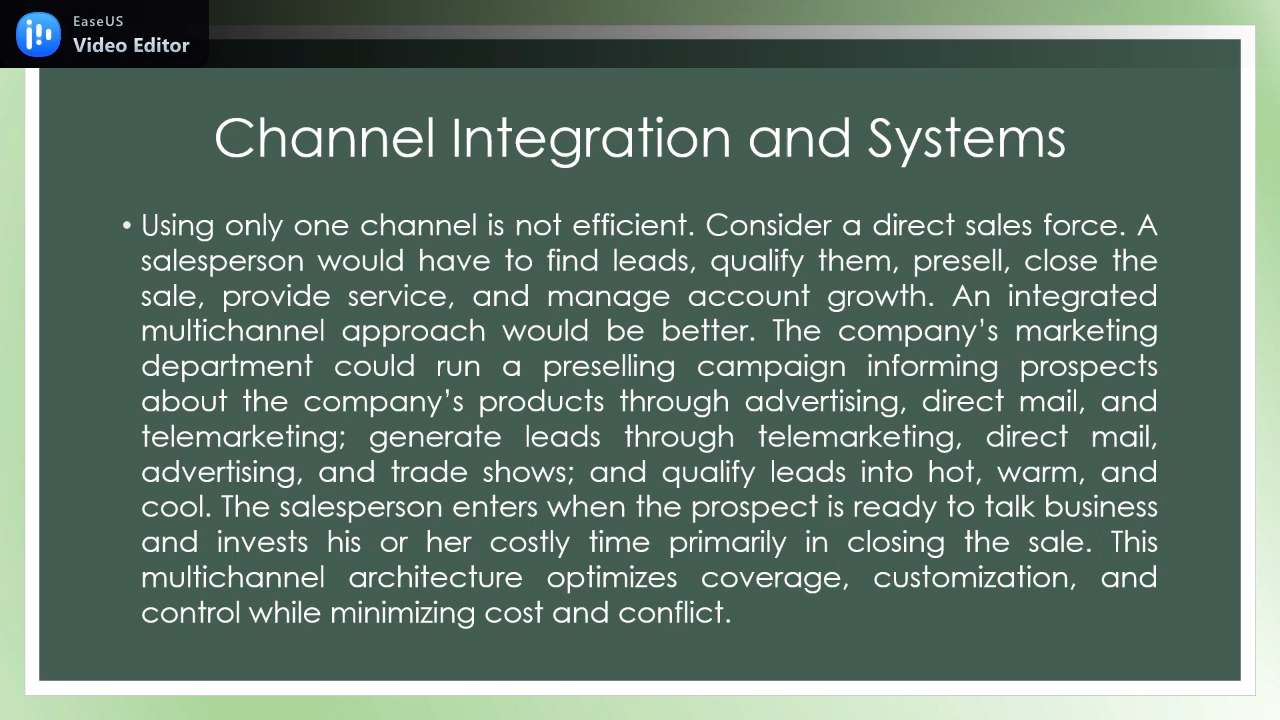 EaseUS
Video Editor
Channel Integration and Systems
• Using only one channel is not efficient. Consider a direct sales force. A
salesperson would have to find leads, qualify them, presell, close the
sale, provide service, and manage account growth. An integrated
multichannel approach would be better. The company’s marketing
department could run a preselling campaign informing prospects
about the company’s products through advertising, direct mail, and
telemarketing; generate leads through telemarketing, direct mail,
advertising, and trade shows; and qualify leads into hot, warm, and
cool. The salesperson enters when the prospect is ready to talk business
and invests his or her costly time primarily in closing the sale. This
multichannel architecture optimizes coverage, customization, and
control while minimizing cost and conflict.